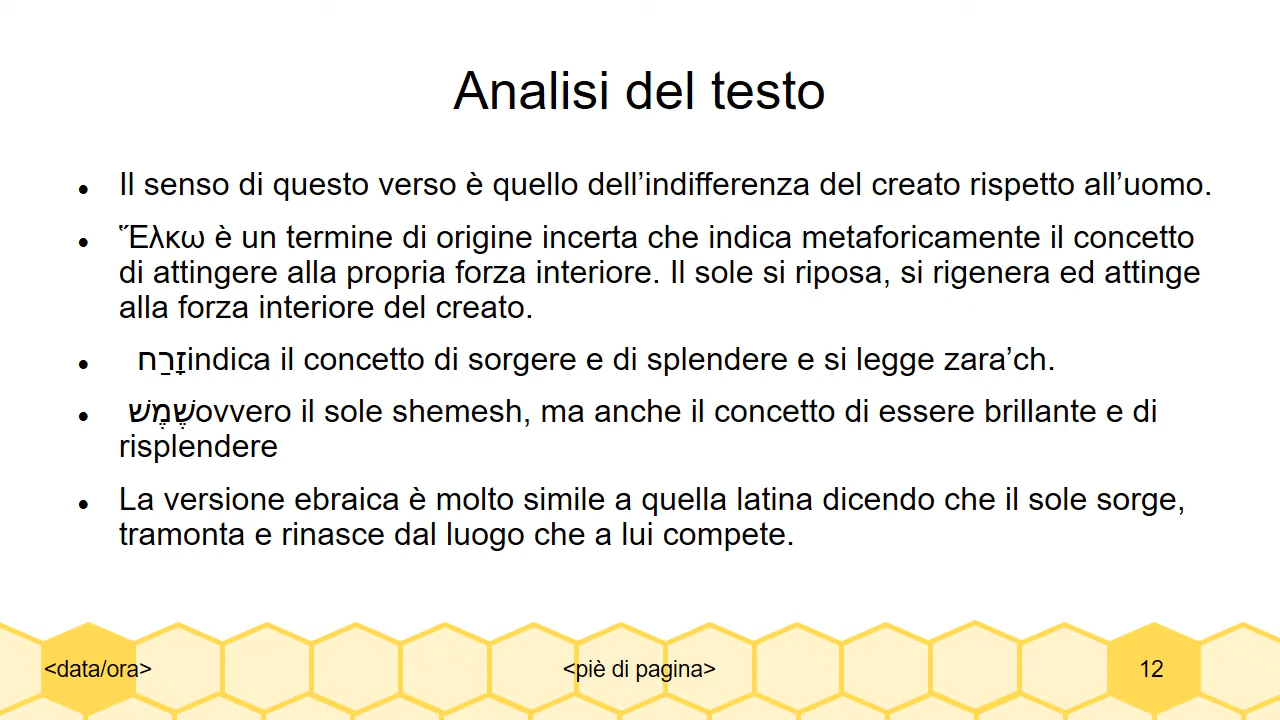 Analisi del testo
● Il senso di questo verso è quello dell’indifferenza del creato rispetto all’uomo.
● Ἕλκω è un termine di origine incerta che indica metaforicamente il concetto
di attingere alla propria forza interiore. Il sole si riposa, si rigenera ed attinge
alla forza interiore del creato.
● זָרַח indica il concetto di sorgere e di splendere e si legge zara’ch.
● שֶׁמֶשׁ ovvero il sole shemesh, ma anche il concetto di essere brillante e di
risplendere
● La versione ebraica è molto simile a quella latina dicendo che il sole sorge,
tramonta e rinasce dal luogo che a lui compete.
<data/ora> <piè di pagina> 12